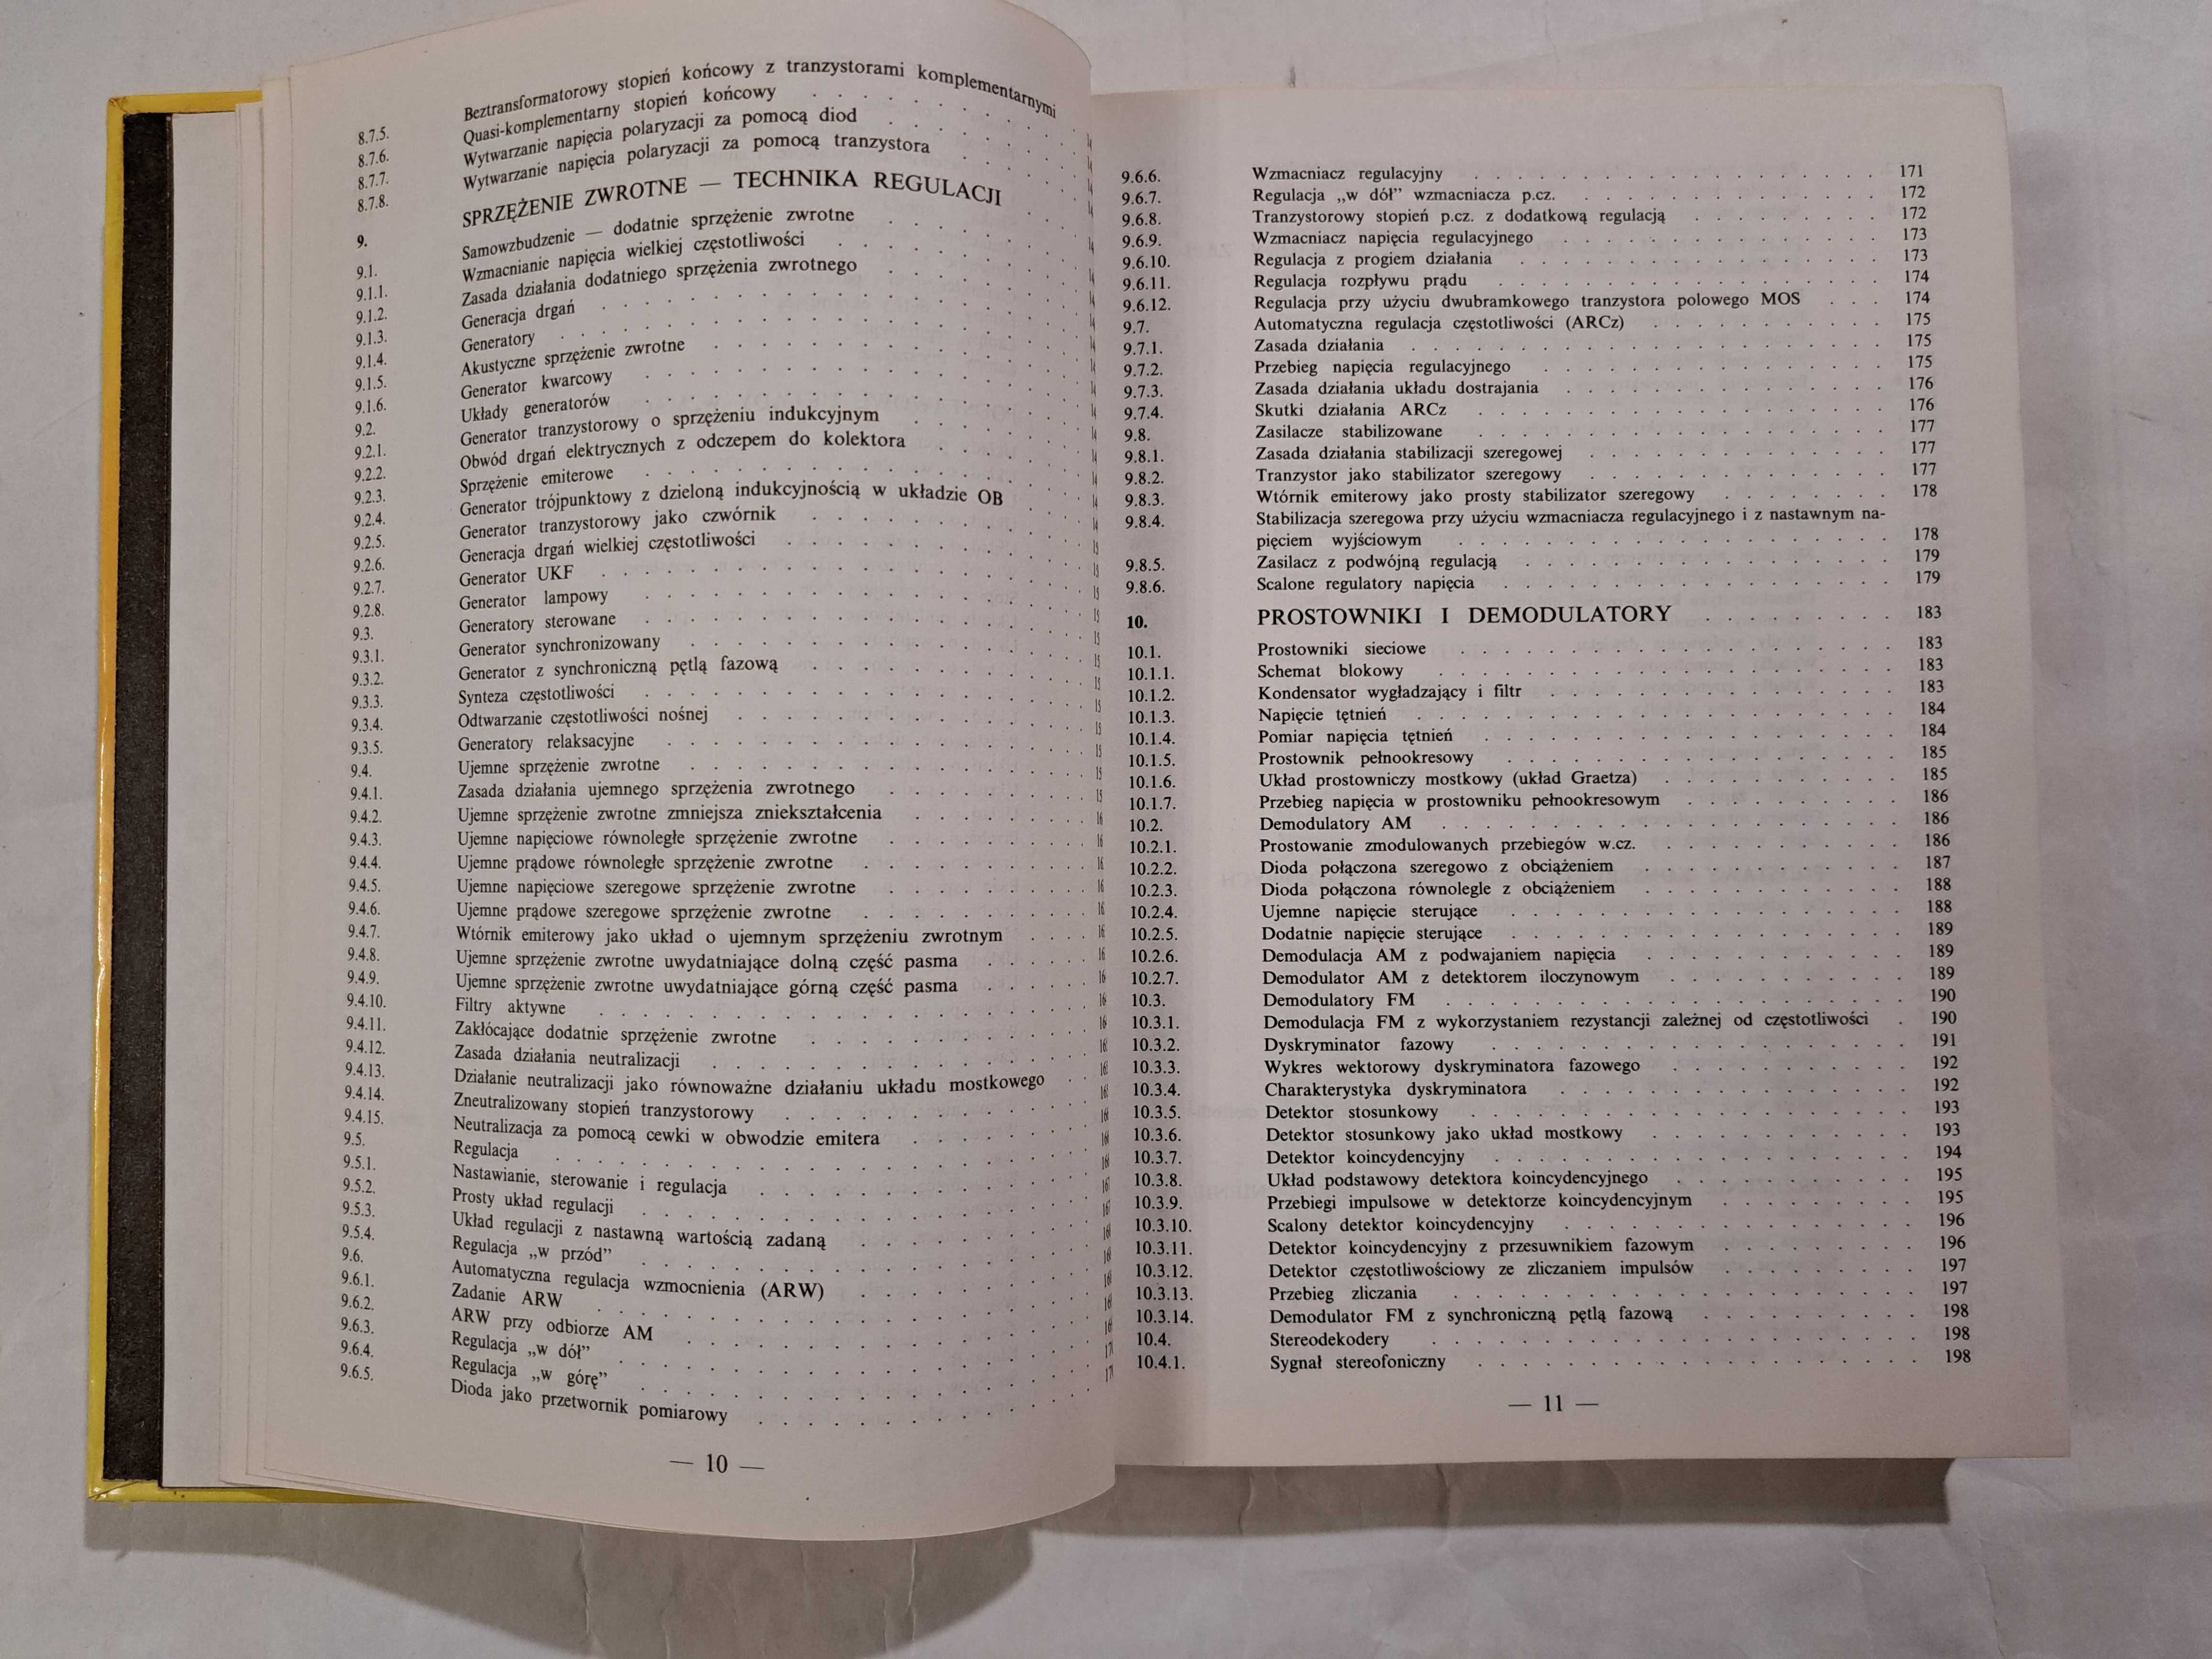 8.7.5. Beztransformatorowy stopień końcowy z tranzystorami komplementarnymi
8.7.6. Quasi-komplementarny stopień końcowy
8.7.7. Wytwarzanie napięcia polaryzacji za pomocą diod
8.7.8. Wytwarzanie napięcia polaryzacji za pomocą tranzystora
9. SPRZĘŻENIE ZWROTNE — TECHNIKA REGULACJI
9.1. Samowzbudzenie — dodatnie sprzężenie zwrotne
9.1.1. Wzmacnianie napięcia wielkiej częstotliwości
9.1.2. Zasada działania dodatniego sprzężenia zwrotnego
9.1.3. Generacja drgań
9.1.4. Generatory
9.1.5. Akustyczne sprzężenie zwrotne
9.1.6. Generator kwarcowy
9.2. Układy generatorów
9.2.1. Generator tranzystorowy o sprzężeniu indukcyjnym
9.2.2. Obwód drgań elektrycznych z odczepem do kolektora
9.2.3. Sprzężenie emiterowe
9.2.4. Generator trójpunktowy z dzieloną indukcyjnością w układzie OB
9.2.5. Generator tranzystorowy jako czwórnik
9.2.6. Generacja drgań wielkiej częstotliwości
9.2.7. Generator UKF
9.2.8. Generator lampowy
9.3. Generatory sterowane
9.3.1. Generator synchronizowany
9.3.2. Generator z synchroniczną pętlą fazową
9.3.3. Synteza częstotliwości
9.3.4. Odtwarzanie częstotliwości nośnej
9.3.5. Generatory relaksacyjne
9.4. Ujemne sprzężenie zwrotne
9.4.1. Zasada działania ujemnego sprzężenia zwrotnego
9.4.2. Ujemne sprzężenie zwrotne zmniejsza zniekształcenia
9.4.3. Ujemne napięciowe równoległe sprzężenie zwrotne
9.4.4. Ujemne prądowe równoległe sprzężenie zwrotne
9.4.5. Ujemne napięciowe szeregowe sprzężenie zwrotne
9.4.6. Ujemne prądowe szeregowe sprzężenie zwrotne
9.4.7. Wtórnik emiterowy jako układ o ujemnym sprzężeniu zwrotnym
9.4.8. Ujemne sprzężenie zwrotne uwydatniające dolną część pasma
9.4.9. Ujemne sprzężenie zwrotne uwydatniające górną część pasma
9.4.10. Filtry aktywne
9.4.11. Zakłócające dodatnie sprzężenie zwrotne
9.4.12. Zasada działania neutralizacji
9.4.13. Działanie neutralizacji jako równoważne działaniu układu mostkowego
9.4.14. Zneutralizowany stopień tranzystorowy
9.4.15. Neutralizacja za pomocą cewki w obwodzie emitera
9.5. Regulacja
9.5.1. Nastawianie, sterowanie i regulacja
9.5.2. Prosty układ regulacji
9.5.3. Układ regulacji z nastawną wartością zadaną
9.5.4. Regulacja „w przód”
9.6. Automatyczna regulacja wzmocnienia (ARW)
9.6.1. Zadanie ARW
9.6.2. ARW przy odbiorze AM
9.6.3. Regulacja „w dół”
9.6.4. Regulacja „w górę”
9.6.5. Dioda jako przetwornik pomiarowy
— 10 —
9.6.6. Wzmacniacz regulacyjny 171
9.6.7. Regulacja „w dół” wzmacniacza p.cz. 172
9.6.8. Tranzystorowy stopień p.cz. z dodatkową regulacją 172
9.6.9. Wzmacniacz napięcia regulacyjnego 173
9.6.10. Regulacja z progiem działania 173
9.6.11. Regulacja rozpływu prądu 174
9.6.12. Regulacja przy użyciu dwubramkowego tranzystora polowego MOS 174
9.7. Automatyczna regulacja częstotliwości (ARCz) 175
9.7.1. Zasada działania 175
9.7.2. Przebieg napięcia regulacyjnego 175
9.7.3. Zasada działania układu dostrajania 176
9.7.4. Skutki działania ARCz 176
9.8. Zasilacze stabilizowane 177
9.8.1. Zasada działania stabilizacji szeregowej 177
9.8.2. Tranzystor jako stabilizator szeregowy 177
9.8.3. Wtórnik emiterowy jako prosty stabilizator szeregowy 178
9.8.4. Stabilizacja szeregowa przy użyciu wzmacniacza regulacyjnego i z nastawnym na-
pięciem wyjściowym 178
9.8.5. Zasilacz z podwójną regulacją 179
9.8.6. Scalone regulatory napięcia 179
10. PROSTOWNIKI I DEMODULATORY 183
10.1. Prostowniki sieciowe 183
10.1.1. Schemat blokowy 183
10.1.2. Kondensator wygładzający i filtr 183
10.1.3. Napięcie tętnień 184
10.1.4. Pomiar napięcia tętnień 184
10.1.5. Prostownik pełnookresowy 185
10.1.6. Układ prostowniczy mostkowy (układ Graetza) 185
10.1.7. Przebieg napięcia w prostowniku pełnookresowym 186
10.2. Demodulatory AM 186
10.2.1. Prostowanie zmodulowanych przebiegów w.cz. 186
10.2.2. Dioda połączona szeregowo z obciążeniem 187
10.2.3. Dioda połączona równolegle z obciążeniem 188
10.2.4. Ujemne napięcie sterujące 188
10.2.5. Dodatnie napięcie sterujące 189
10.2.6. Demodulacja AM z podwajaniem napięcia 189
10.2.7. Demodulator AM z detektorem iloczynowym 189
10.3. Demodulatory FM 190
10.3.1. Demodulacja FM z wykorzystaniem rezystancji zależnej od częstotliwości 190
10.3.2. Dyskryminator fazowy 191
10.3.3. Wykres wektorowy dyskryminatora fazowego 192
10.3.4. Charakterystyka dyskryminatora 192
10.3.5. Detektor stosunkowy 193
10.3.6. Detektor stosunkowy jako układ mostkowy 193
10.3.7. Detektor koincydencyjny 194
10.3.8. Układ podstawowy detektora koincydencyjnego 195
10.3.9. Przebiegi impulsowe w detektorze koincydencyjnym 195
10.3.10. Scalony detektor koincydencyjny 196
10.3.11. Detektor koincydencyjny z przesuwnikiem fazowym 196
10.3.12. Detektor częstotliwościowy ze zliczaniem impulsów 197
10.3.13. Przebieg zliczania 197
10.3.14. Demodulator FM z synchroniczną pętlą fazową 198
10.4. Stereodekodery 198
10.4.1. Sygnał stereofoniczny 198
— 11 —